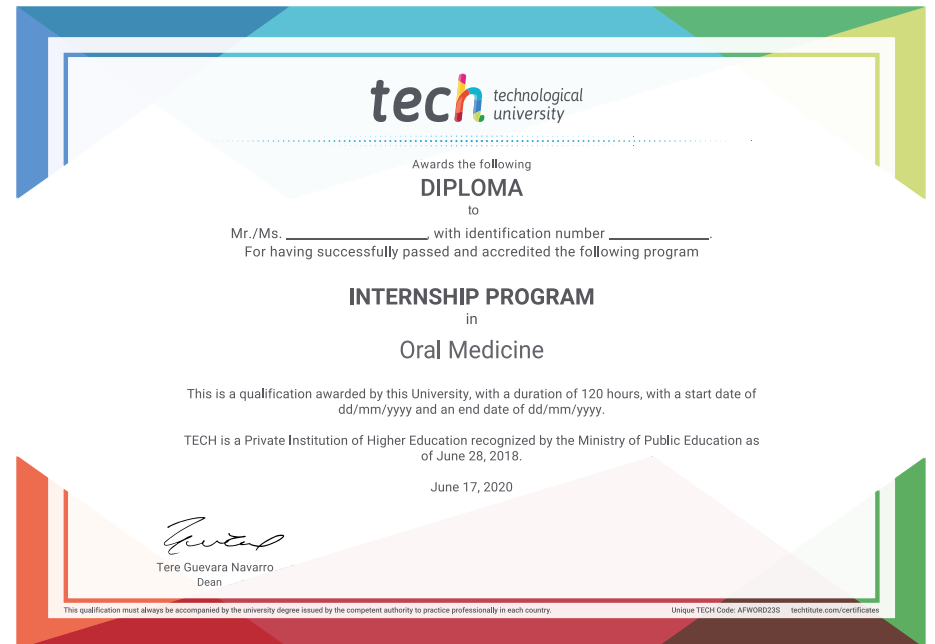 tech technological
university
Awards the following
DIPLOMA
to
Mr./Ms. ____________________, with identification number ______________.
For having successfully passed and accredited the following program
INTERNSHIP PROGRAM
in
Oral Medicine
This is a qualification awarded by this University, with a duration of 120 hours, with a start date of
dd/mm/yyyy and an end date of dd/mm/yyyy.
TECH is a Private Institution of Higher Education recognized by the Ministry of Public Education as
of June 28, 2018.
June 17, 2020
Tere Guevara Navarro
Dean
This qualification must always be accompanied by the university degree issued by the competent authority to practice professionally in each country. Unique TECH Code: AFWORD23S techtitute.com/certificates